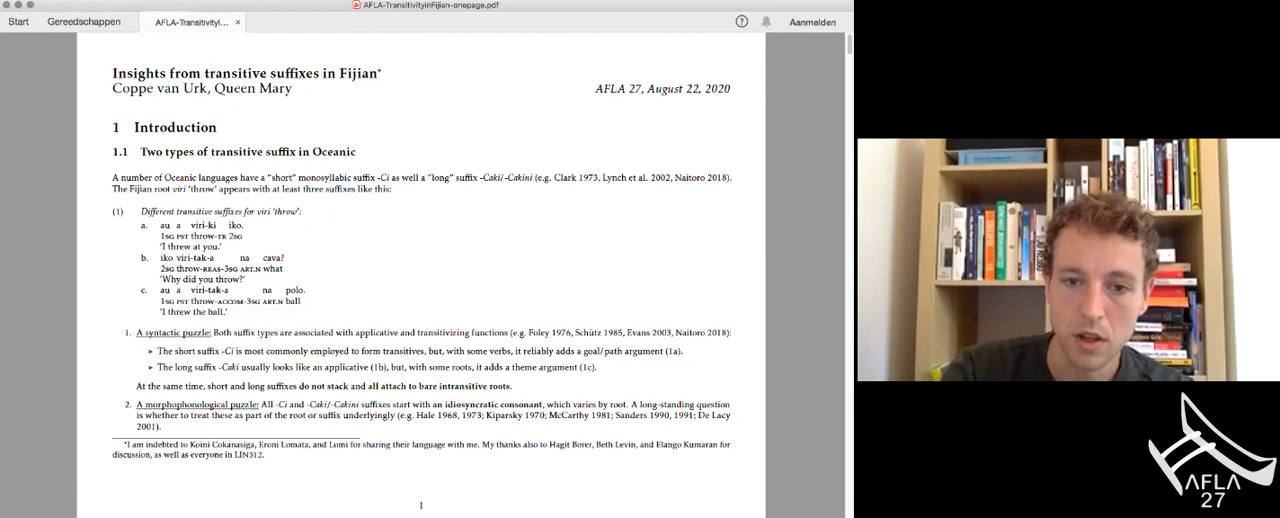 AFLA-TransitivityinFijian-onepage.pdf
Start Gereedschappen AFLA-Transitivityl... × Aanmelden
Insights from transitive suffixes in Fijian*
Coppe van Urk, Queen Mary AFLA 27, August 22, 2020
1 Introduction
1.1 Two types of transitive suffix in Oceanic
A number of Oceanic languages have a “short” monosyllabic suffix -Ci as well a “long” suffix -Caki/-Cakini (e.g. Clark 1973, Lynch et al. 2002, Naitoro 2018).
The Fijian root viri ‘throw’ appears with at least three suffixes like this:
(1) Different transitive suffixes for viri ‘throw’:
a. au a viri-ki iko.
1SG PST throw-TR 2SG
‘I threw at you.’
b. iko viri-tak-a na cava?
2SG throw-REAS-3SG ART.N what
‘Why did you throw?’
c. au a viri-tak-a na polo.
1SG PST throw-ACCOM-3SG ART.N ball
‘I threw the ball.’
1. A syntactic puzzle: Both suffix types are associated with applicative and transitivizing functions (e.g. Foley 1976, Schütz 1985, Evans 2003, Naitoro 2018):
▸ The short suffix -Ci is most commonly employed to form transitives, but, with some verbs, it reliably adds a goal/path argument (1a).
▸ The long suffix -Caki usually looks like an applicative (1b), but, with some roots, it adds a theme argument (1c).
At the same time, short and long suffixes do not stack and all attach to bare intransitive roots.
2. A morphophonological puzzle: All -Ci and -Caki/-Cakini suffixes start with an idiosyncratic consonant, which varies by root. A long-standing question
is whether to treat these as part of the root or suffix underlyingly (e.g. Hale 1968, 1973; Kiparsky 1970; McCarthy 1981; Sanders 1990, 1991; De Lacy
2001).
*I am indebted to Koini Cokanasiga, Eroni Lomata, and Lomi for sharing their language with me. My thanks also to Hagit Borer, Beth Levin, and Elango Kumaran for
discussion, as well as everyone in LIN312.
1
AFLA
27